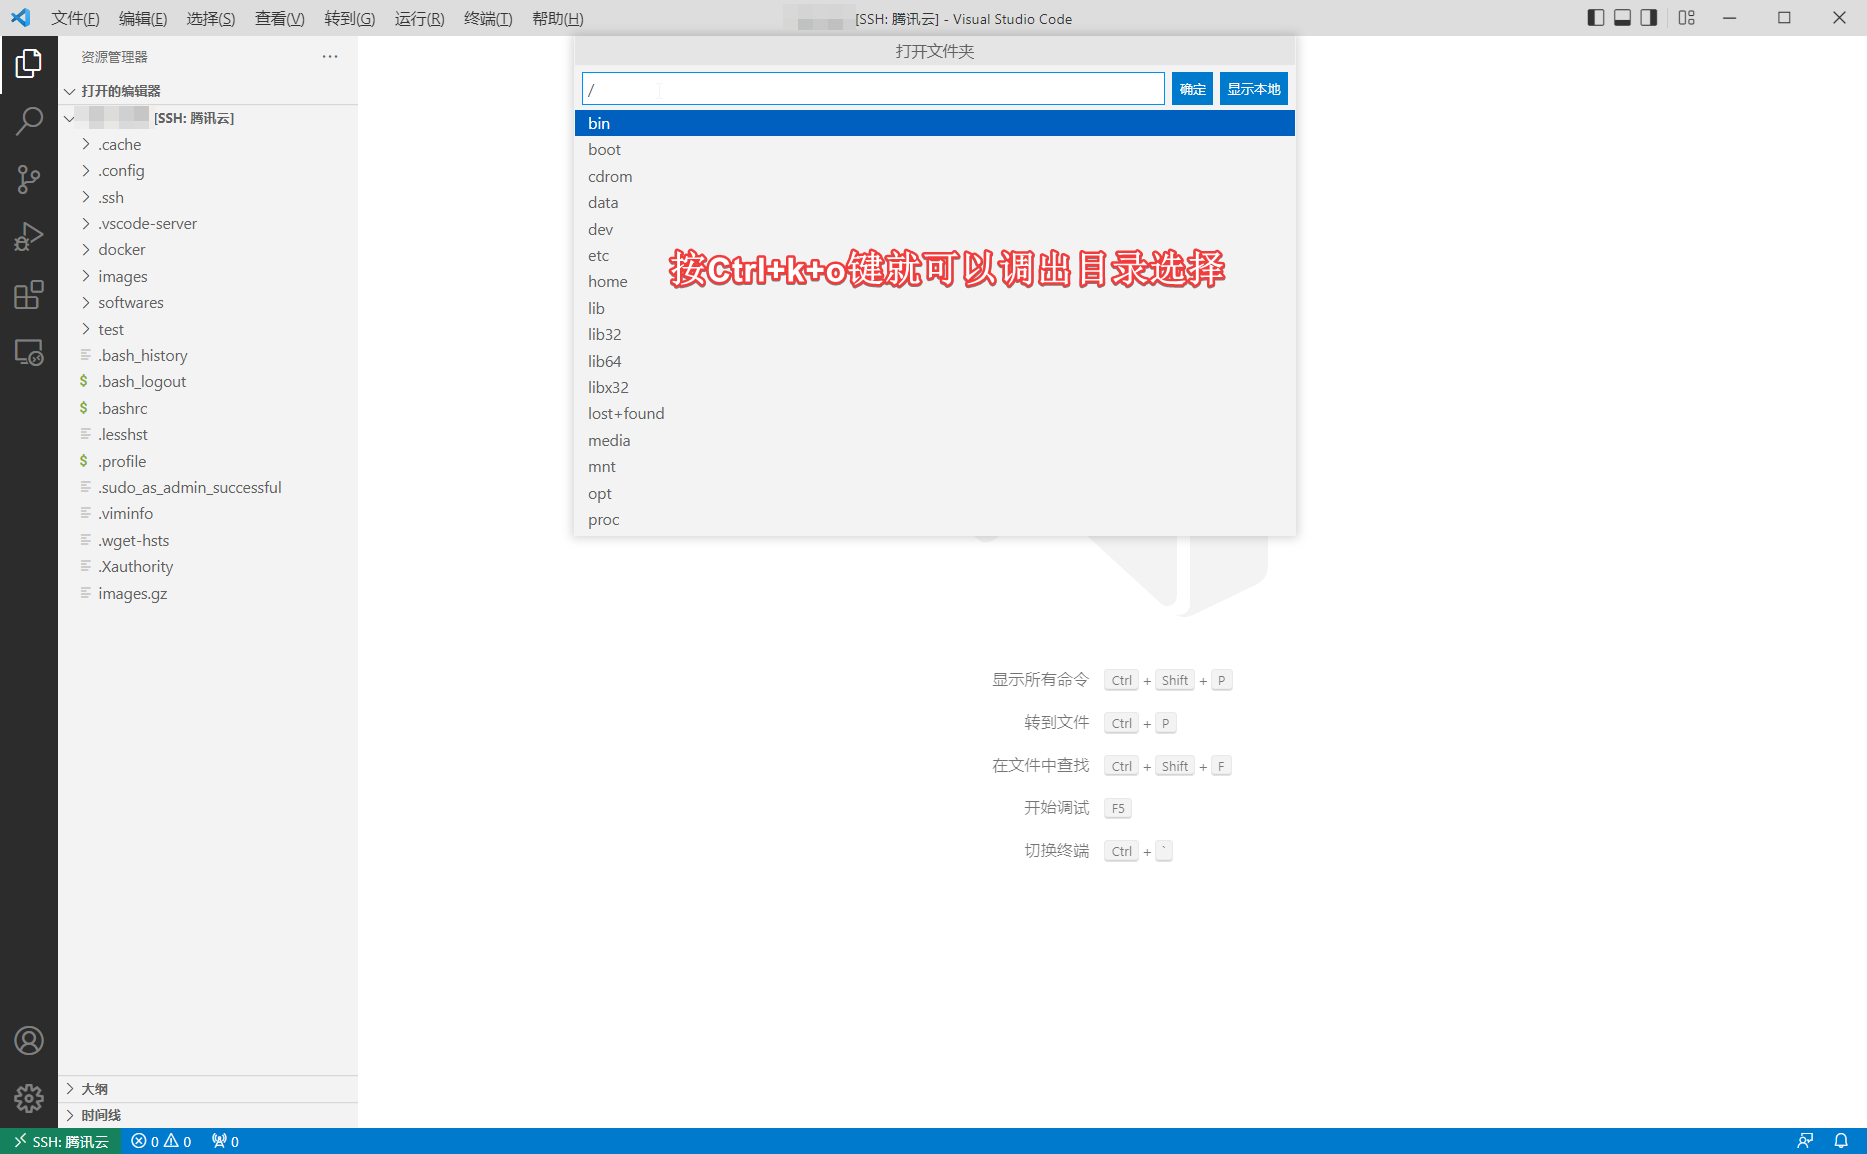 文件(F) 编辑(E) 选择(S) 查看(V) 转到(G) 运行(R) 终端(T) 帮助(H)
[SSH: 腾讯云] - Visual Studio Code
资源管理器
打开的编辑器
[SSH: 腾讯云]
.cache
.config
.ssh
.vscode-server
docker
images
softwares
test
.bash_history
$ .bash_logout
$ .bashrc
.lesshst
$ .profile
.sudo_as_admin_successful
.viminfo
.wget-hsts
.Xauthority
images.gz
大纲
时间线
打开文件夹
/
确定
显示本地
bin
boot
cdrom
data
dev
etc
home
lib
lib32
lib64
libx32
lost+found
media
mnt
opt
proc
按Ctrl+k+o键就可以调出目录选择
显示所有命令 Ctrl + Shift + P
转到文件 Ctrl + P
在文件中查找 Ctrl + Shift + F
开始调试 F5
切换终端 Ctrl + `
SSH: 腾讯云 0 0 0